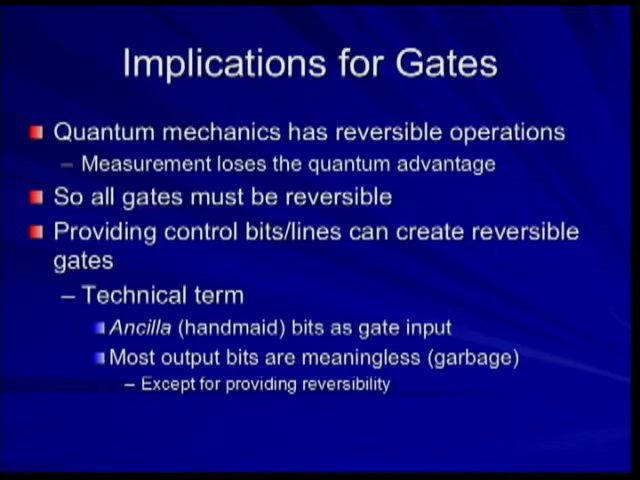 Implications for Gates
Quantum mechanics has reversible operations
– Measurement loses the quantum advantage
So all gates must be reversible
Providing control bits/lines can create reversible
gates
– Technical term
Ancilla (handmaid) bits as gate input
Most output bits are meaningless (garbage)
– Except for providing reversibility